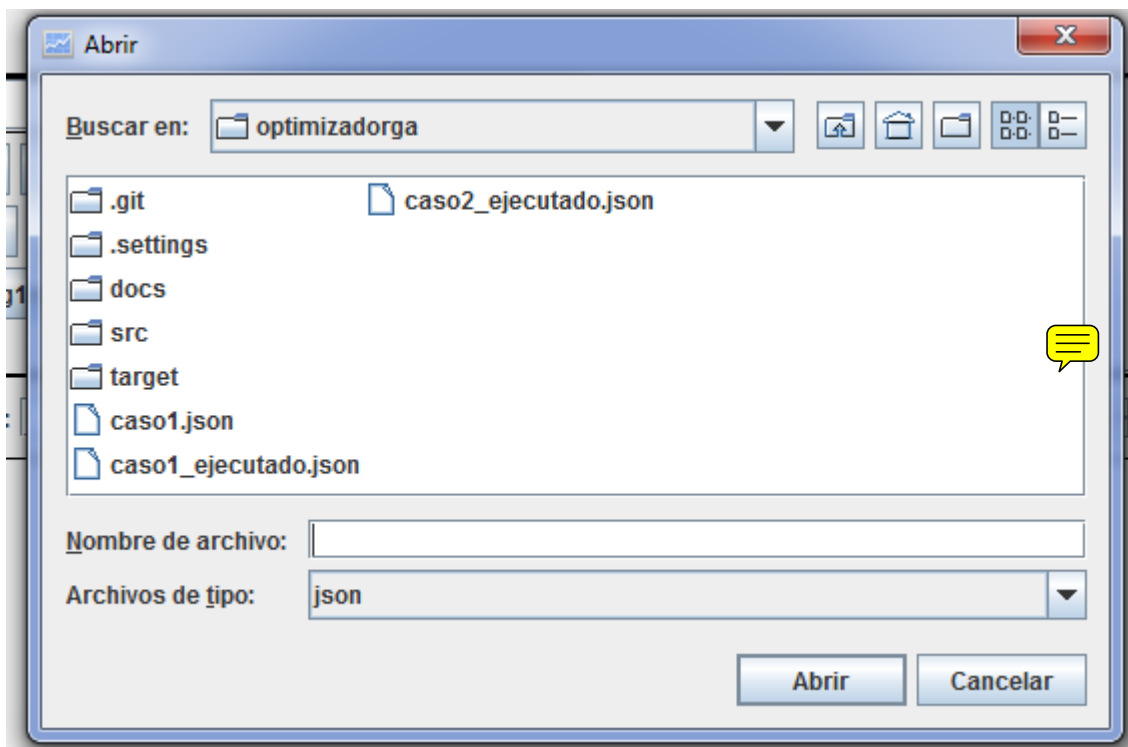 Abrir
Buscar en: optimizadorga
.git
.settings
docs
src
target
caso1.json
caso1_ejecutado.json
caso2_ejecutado.json
Nombre de archivo:
Archivos de tipo: json
Abrir Cancelar